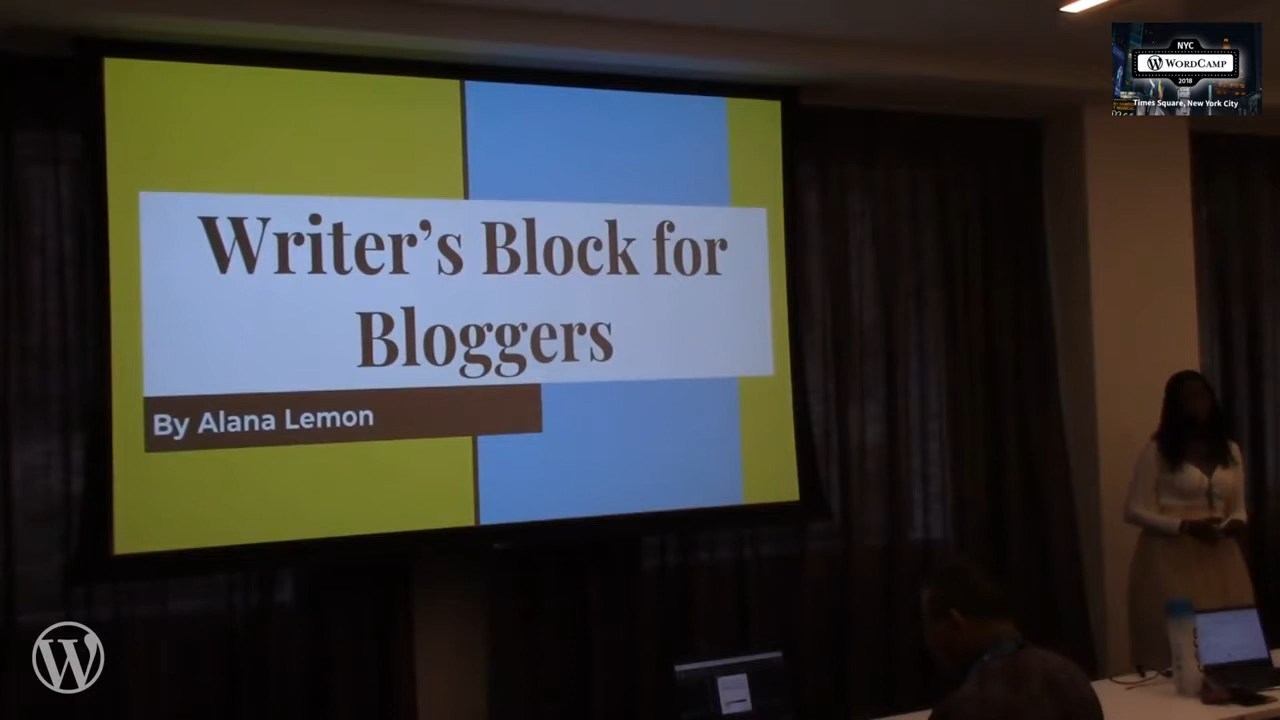 NYC
WORDCAMP
2018
Times Square, New York City
Writer's Block for
Bloggers
By Alana Lemon